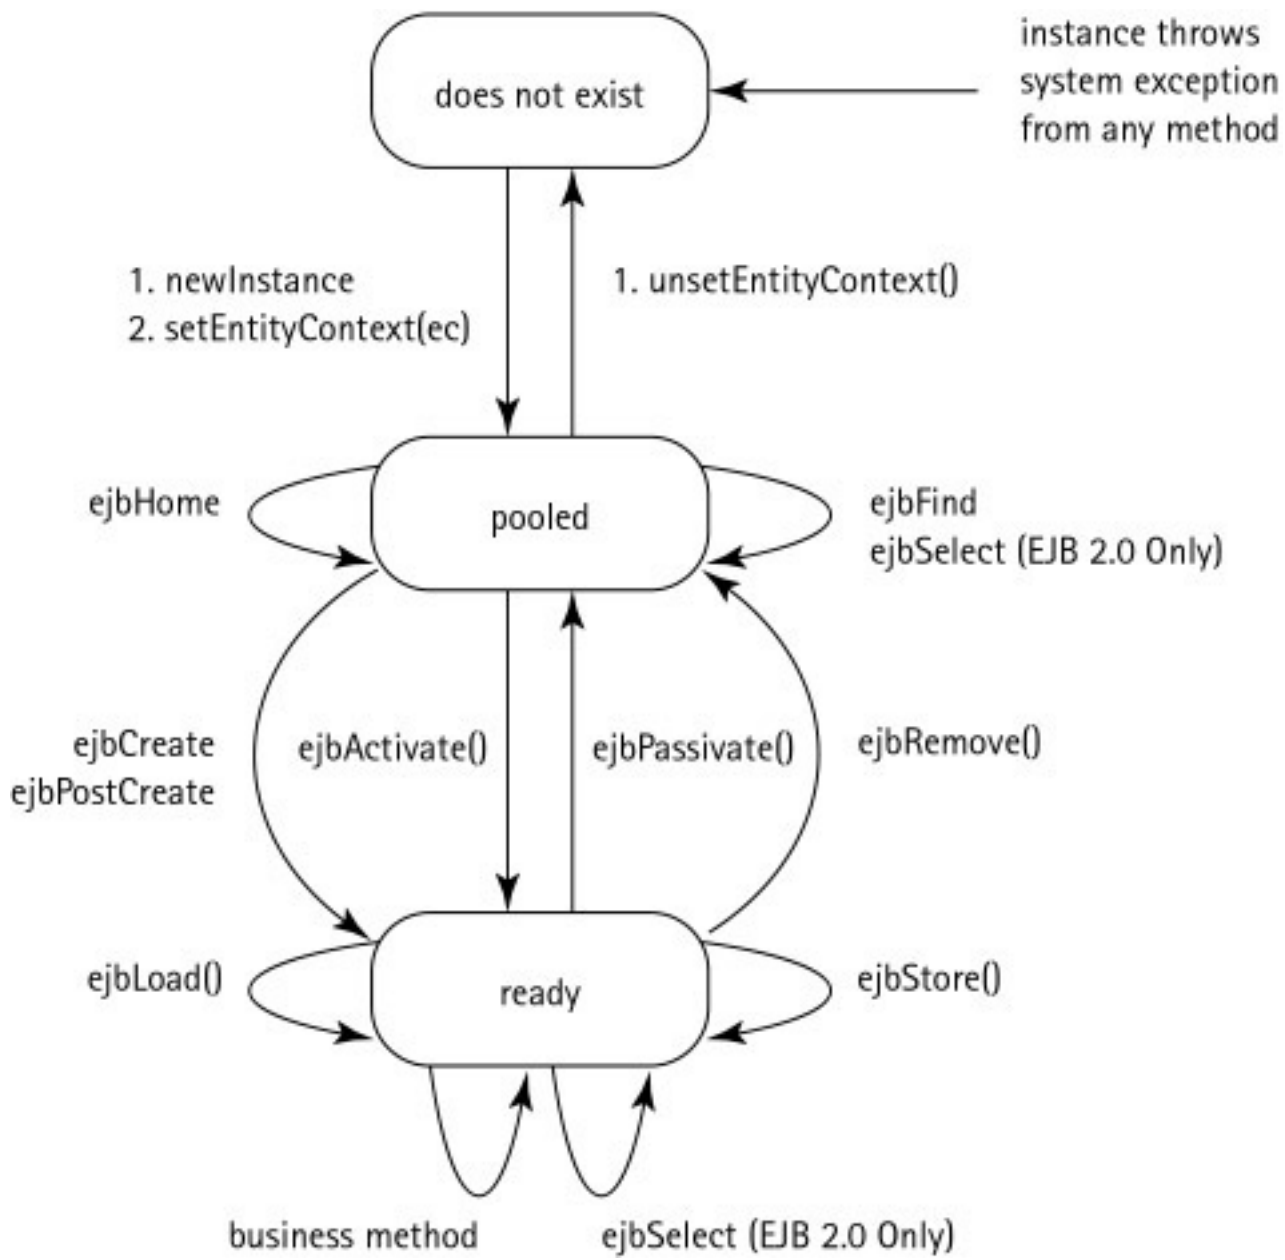 instance throws
system exception
from any method
does not exist
1. newInstance
2. setEntityContext(ec)
1. unsetEntityContext()
ejbHome
pooled
ejbFind
ejbSelect (EJB 2.0 Only)
ejbCreate
ejbPostCreate
ejbActivate()
ejbPassivate()
ejbRemove()
ejbLoad()
ready
ejbStore()
business method
ejbSelect (EJB 2.0 Only)